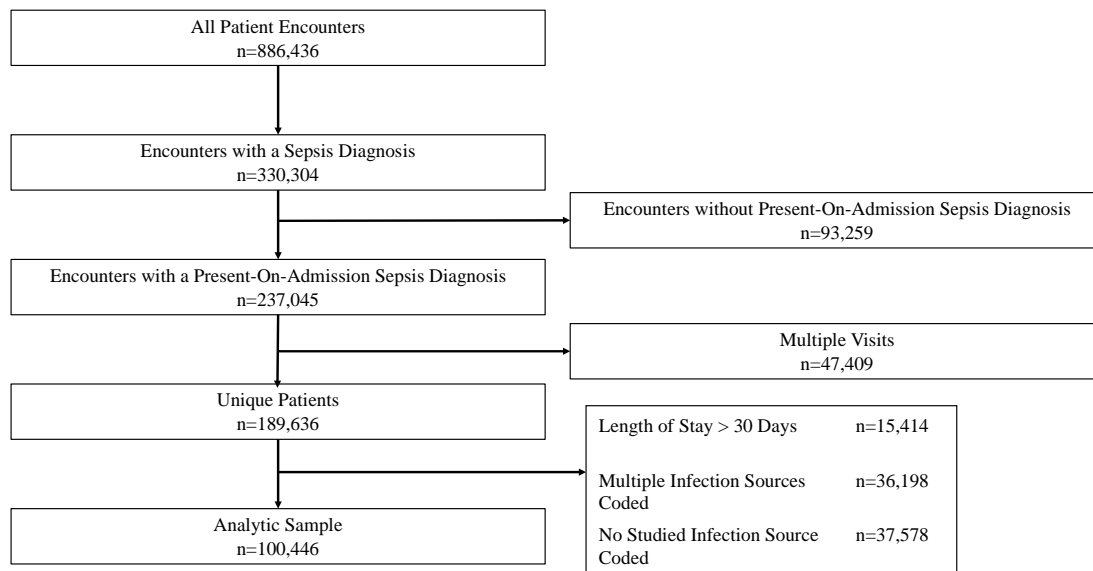 All Patient Encounters
n=886,436
Encounters with a Sepsis Diagnosis
n=330,304
Encounters without Present-On-Admission Sepsis Diagnosis
n=93,259
Encounters with a Present-On-Admission Sepsis Diagnosis
n=237,045
Multiple Visits
n=47,409
Unique Patients
n=189,636
Length of Stay > 30 Days n=15,414
Multiple Infection Sources n=36,198
Coded
No Studied Infection Source n=37,578
Coded
Analytic Sample
n=100,446